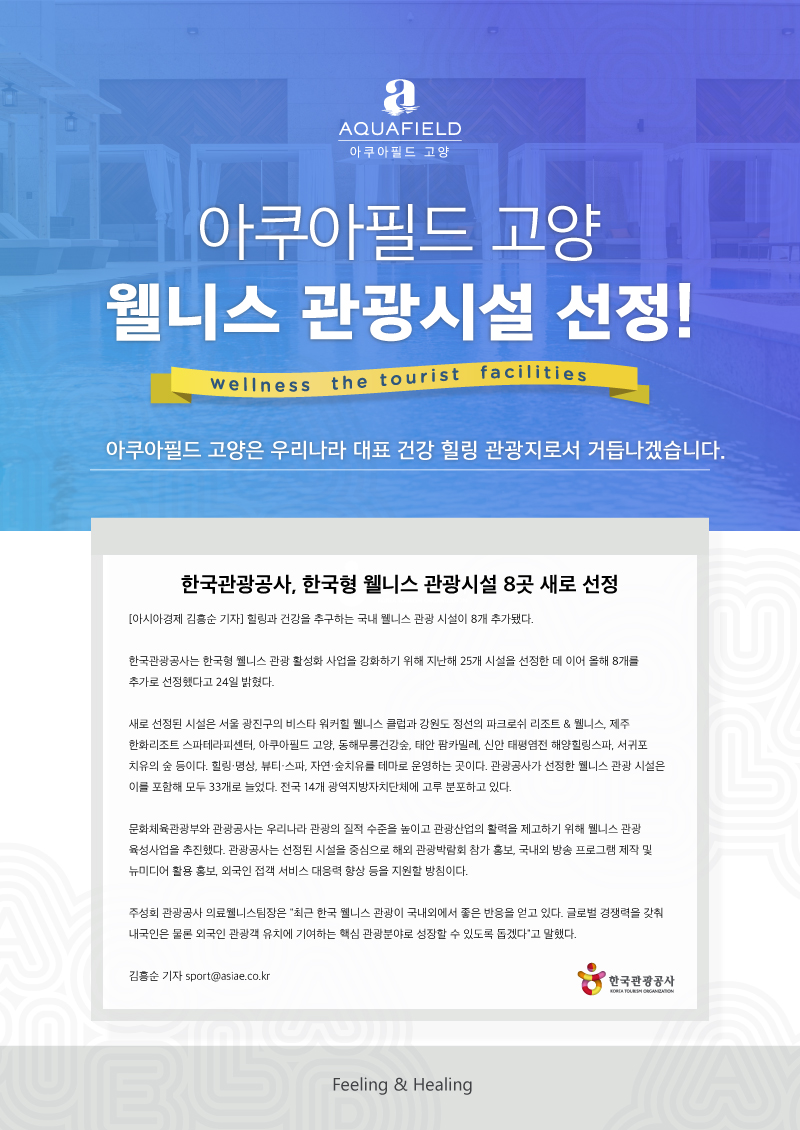 a
AQUAFIELD
아쿠아필드 고양
아쿠아필드 고양
웰니스 관광시설 선정!
wellness the tourist facilities
아쿠아필드 고양은 우리나라 대표 건강 힐링 관광지로서 거듭나겠습니다.
한국관광공사, 한국형 웰니스 관광시설 8곳 새로 선정
[아시아경제 김흥순 기자] 힐링과 건강을 추구하는 국내 웰니스 관광 시설이 8개 추가됐다.
한국관광공사는 한국형 웰니스 관광 활성화 사업을 강화하기 위해 지난해 25개 시설을 선정한 데 이어 올해 8개를
추가로 선정했다고 24일 밝혔다.
새로 선정된 시설은 서울 광진구의 비스타 워커힐 웰니스 클럽과 강원도 정선의 파크로쉬 리조트 & 웰니스, 제주
한화리조트 스파테라피센터, 아쿠아필드 고양, 동해무릉건강숲, 태안 팜카밀레, 신안 태평염전 해양힐링스파, 서귀포
치유의 숲 등이다. 힐링·명상, 뷰티·스파, 자연·숲치유를 테마로 운영하는 곳이다. 관광공사가 선정한 웰니스 관광 시설은
이를 포함해 모두 33개로 늘었다. 전국 14개 광역지방자치단체에 고루 분포하고 있다.
문화체육관광부와 관광공사는 우리나라 관광의 질적 수준을 높이고 관광산업의 활력을 제고하기 위해 웰니스 관광
육성사업을 추진했다. 관광공사는 선정된 시설을 중심으로 해외 관광박람회 참가 홍보, 국내외 방송 프로그램 제작 및
뉴미디어 활용 홍보, 외국인 접객 서비스 대응력 향상 등을 지원할 방침이다.
주성희 관광공사 의료웰니스팀장은 "최근 한국 웰니스 관광이 국내외에서 좋은 반응을 얻고 있다. 글로벌 경쟁력을 갖춰
내국인은 물론 외국인 관광객 유치에 기여하는 핵심 관광분야로 성장할 수 있도록 돕겠다"고 말했다.
김흥순 기자 sport@asiae.co.kr
한국관광공사
KOREA TOURISM ORGANIZATION
Feeling & Healing